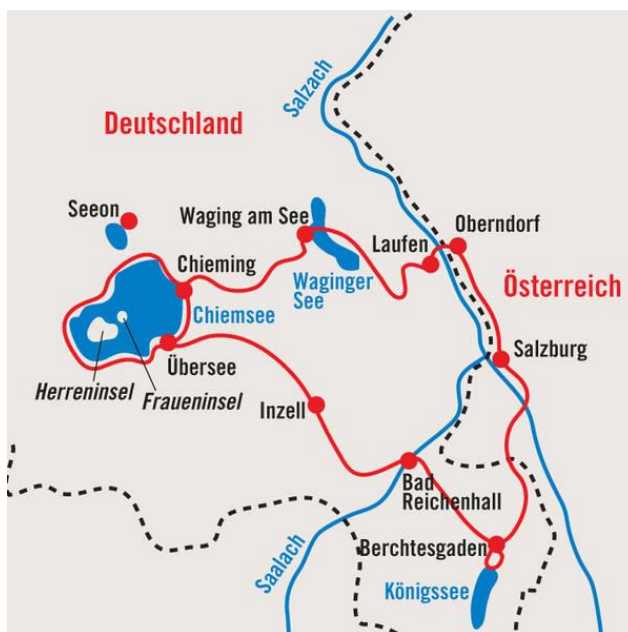 Salzach
Deutschland
Seeon
Waging am See
Oberndorf
Laufen
Chieming
Waginger
See
Österreich
Chiemsee
Übersee
Salzburg
Herreninsel
Fraueninsel
Inzell
Bad
Reichenhall
Saalach
Berchtesgaden
Königssee